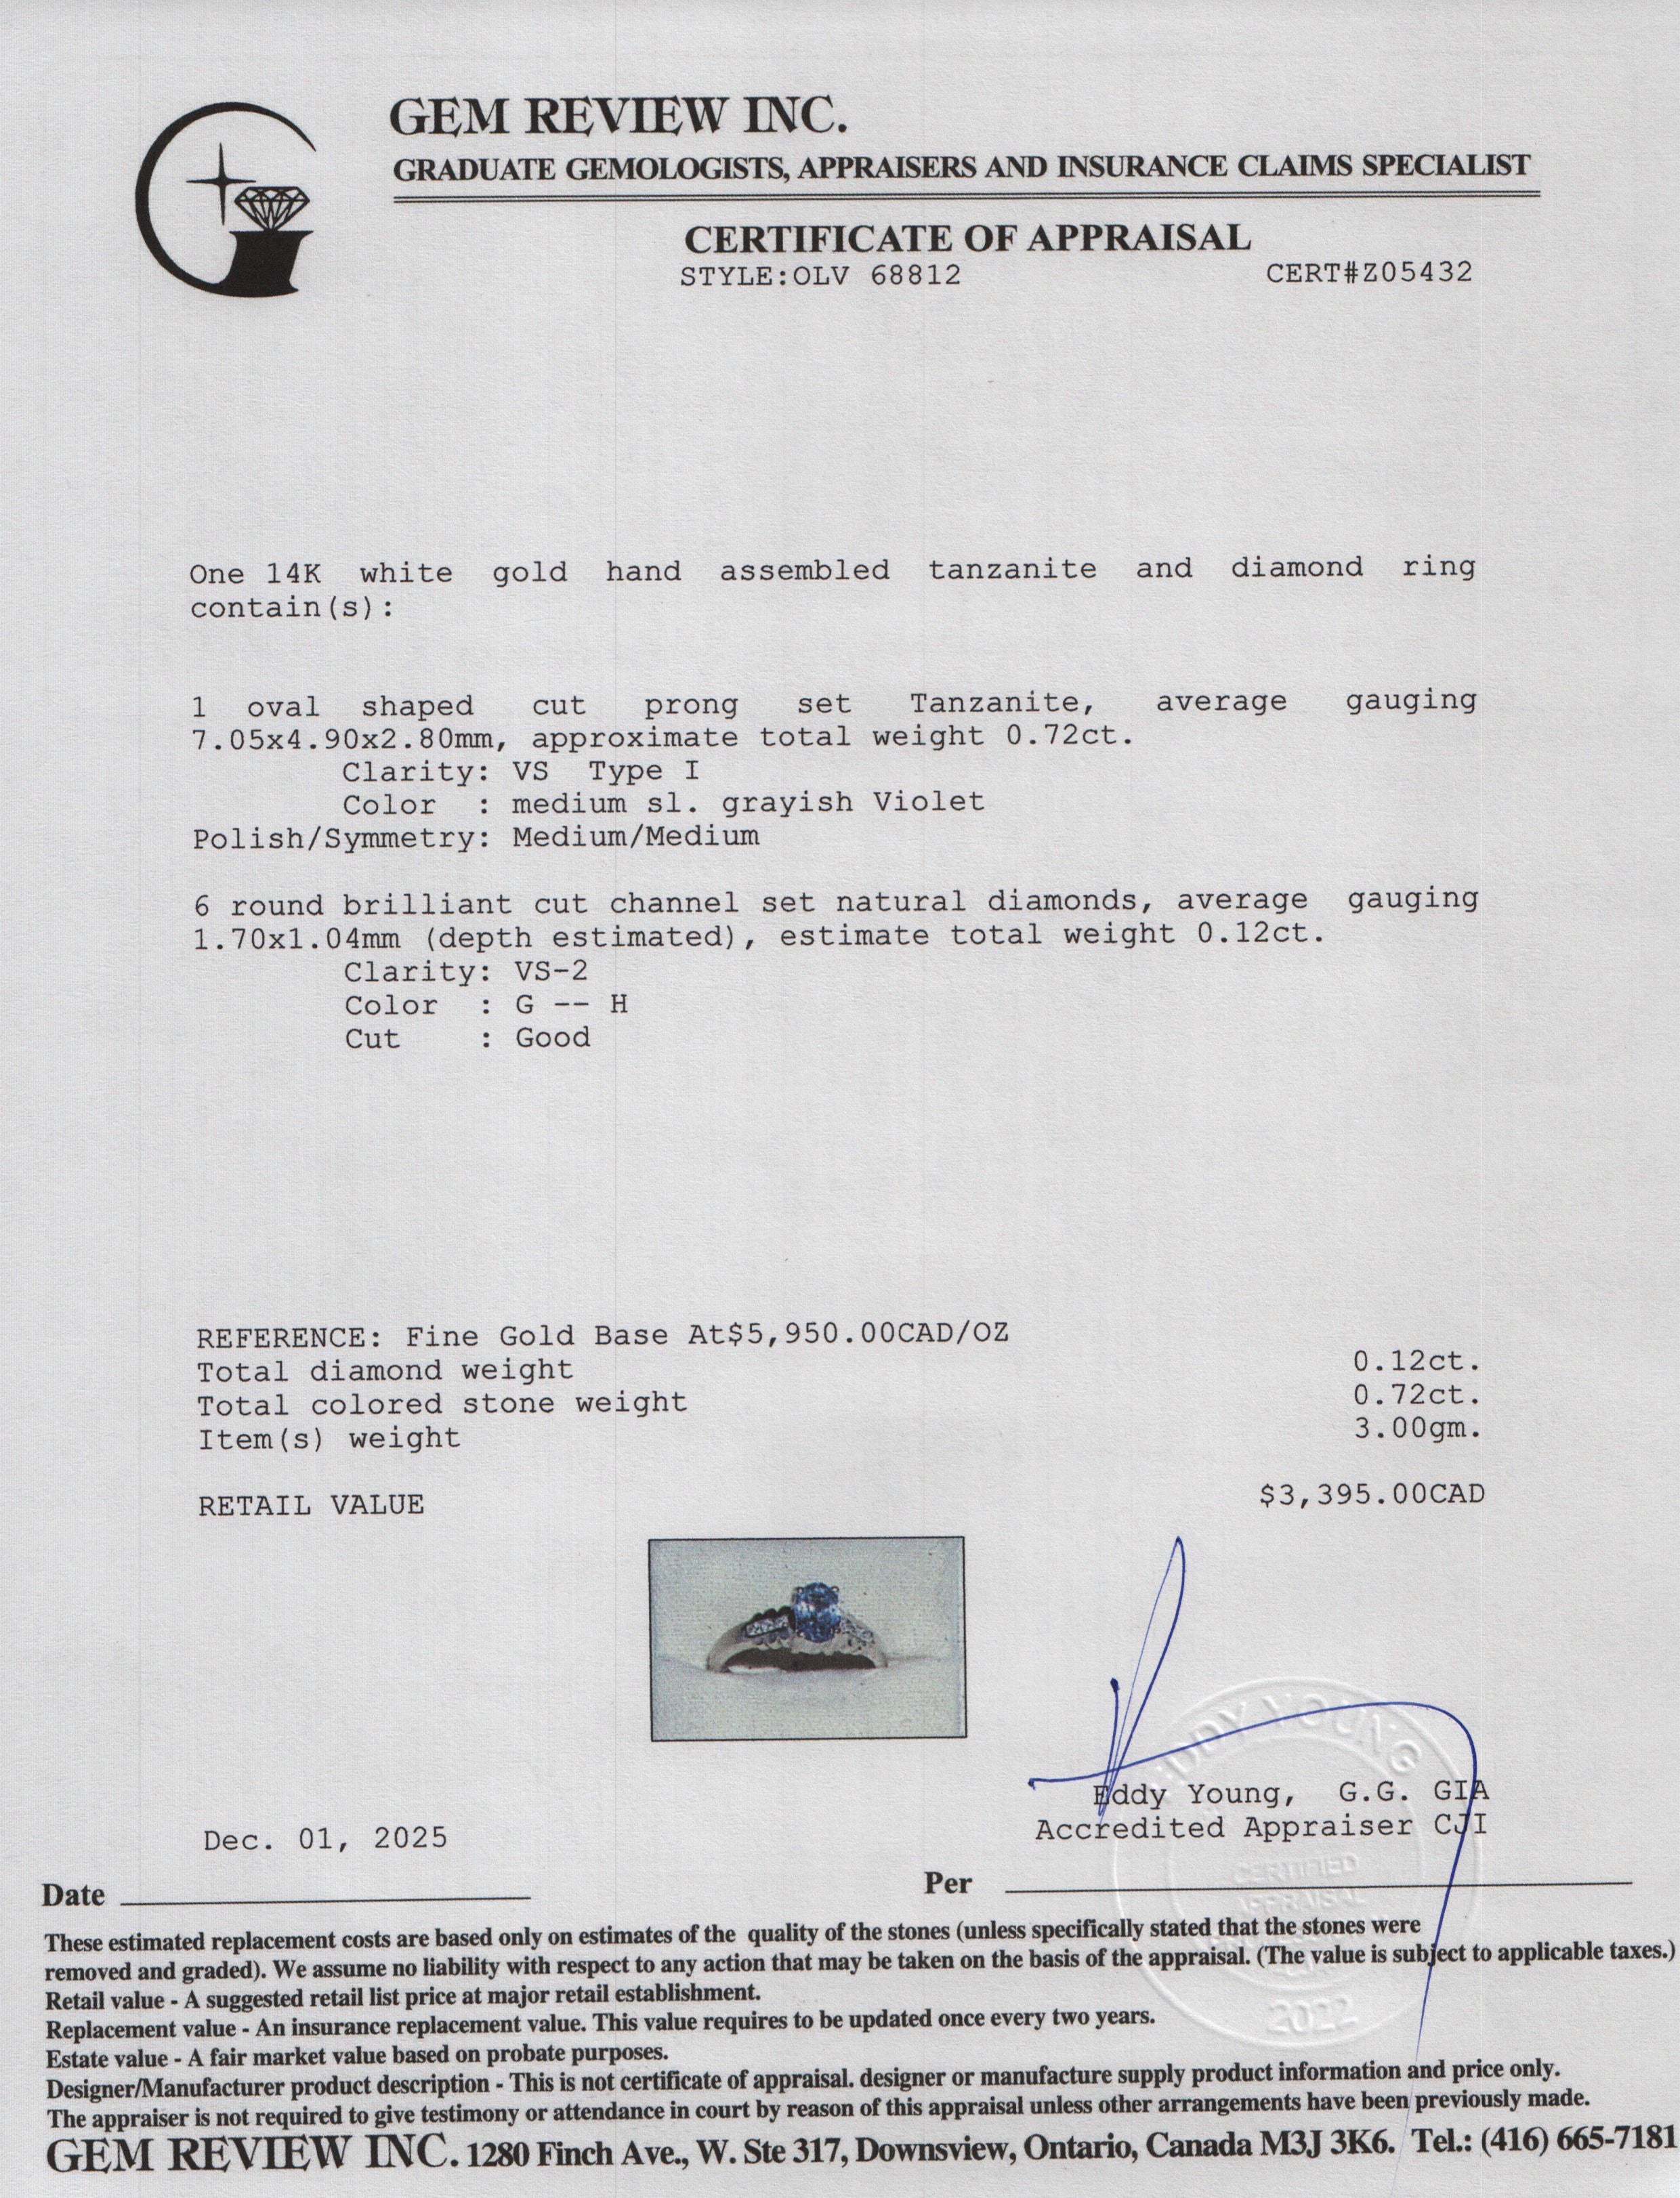 GEM REVIEW INC.
GRADUATE GEMOLOGISTS, APPRAISERS AND INSURANCE CLAIMS SPECIALIST
CERTIFICATE OF APPRAISAL
STYLE:OLV 68812 CERT#Z05432
One 14K white gold hand assembled tanzanite and diamond ring
contain(s):
1 oval shaped cut prong set Tanzanite, average gauging
7.05x4.90x2.80mm, approximate total weight 0.72ct.
Clarity: VS Type I
Color : medium sl. grayish Violet
Polish/Symmetry: Medium/Medium
6 round brilliant cut channel set natural diamonds, average gauging
1.70x1.04mm (depth estimated), estimate total weight 0.12ct.
Clarity: VS-2
Color : G -- H
Cut : Good
REFERENCE: Fine Gold Base At$5,950.00CAD/OZ
Total diamond weight 0.12ct.
Total colored stone weight 0.72ct.
Item(s) weight 3.00gm.
RETAIL VALUE $3,395.00CAD
EDDY YOUNG
Eddy Young, G.G. GIA
Accredited Appraiser CJI
Dec. 01, 2025
CERTIFIED
APPRAISAL
Date Per
These estimated replacement costs are based only on estimates of the quality of the stones (unless specifically stated that the stones were
removed and graded). We assume no liability with respect to any action that may be taken on the basis of the appraisal. (The value is subject to applicable taxes.)
Retail value - A suggested retail list price at major retail establishment.
2022
Replacement value - An insurance replacement value. This value requires to be updated once every two years.
Estate value - A fair market value based on probate purposes.
Designer/Manufacturer product description - This is not certificate of appraisal. designer or manufacture supply product information and price only.
The appraiser is not required to give testimony or attendance in court by reason of this appraisal unless other arrangements have been previously made.
GEM REVIEW INC. 1280 Finch Ave., W. Ste 317, Downsview, Ontario, Canada M3J 3K6. Tel.: (416) 665-7181